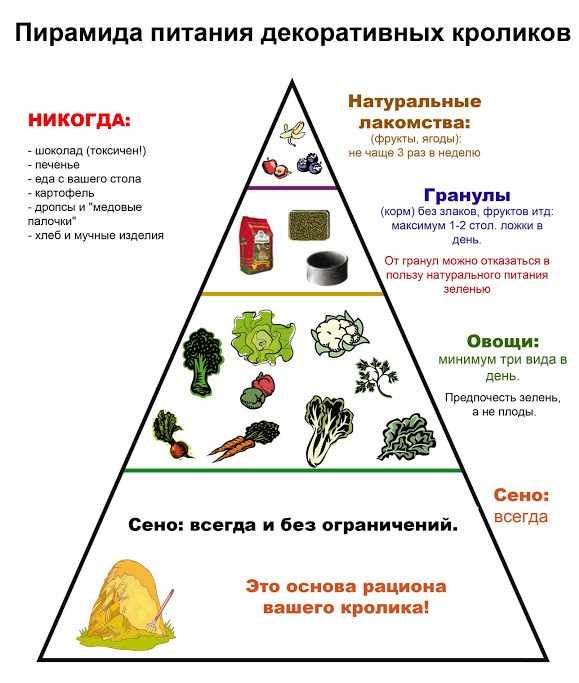 Пирамида питания декоративных кроликов
НИКОГДА:
- шоколад (токсичен!)
- печенье
- еда с вашего стола
- картофель
- дропсы и "медовые
палочки"
- хлеб и мучные изделия
Натуральные
лакомства:
(фрукты, ягоды):
не чаще 3 раз в неделю
Гранулы
(корм) без злаков, фруктов итд:
максимум 1-2 стол. ложки в
день.
От гранул можно отказаться в
пользу натурального питания
зеленью
Овощи:
минимум три вида в
день.
Предпочесть зелень,
а не плоды.
Сено:
всегда
Сено: всегда и без ограничений.
Это основа рациона
вашего кролика!